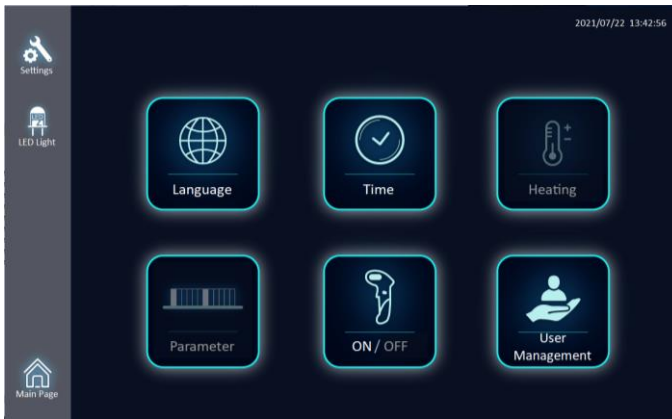 2021/07/22 13:42:56
Settings
LED Light
Language
Time
Heating
Parameter
ON / OFF
User
Management
Main Page